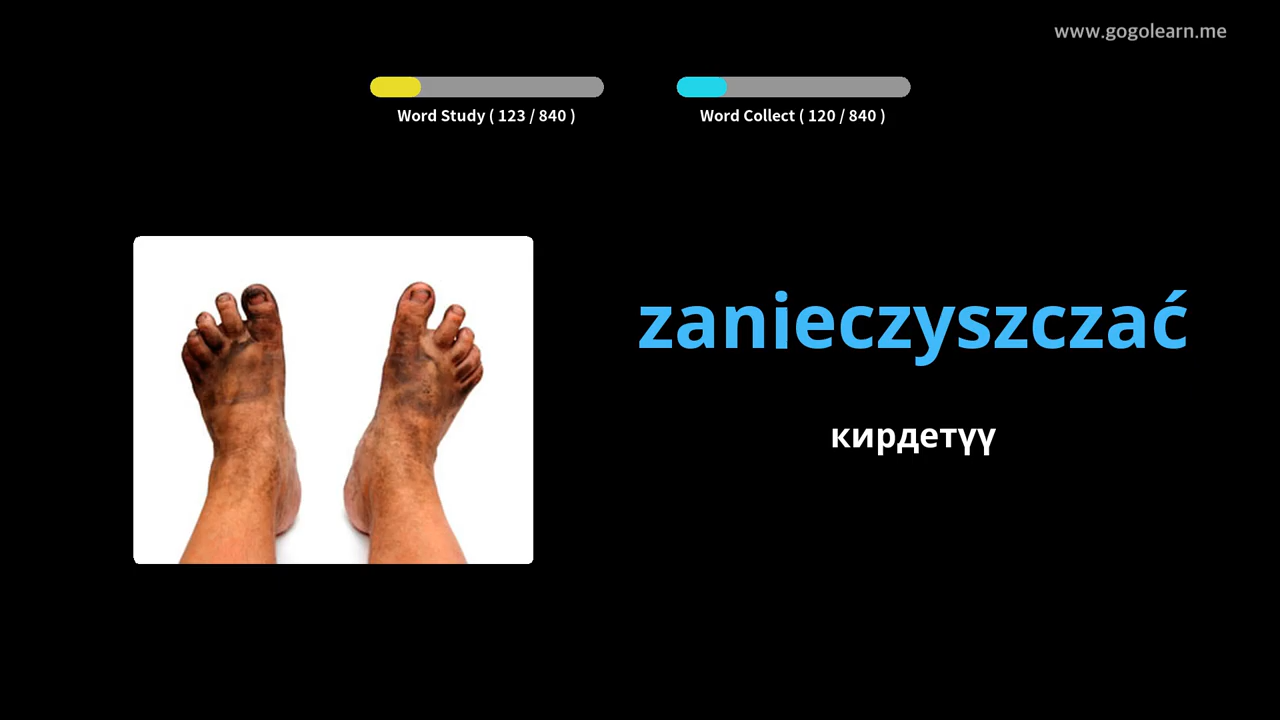 www.gogolearn.me
Word Study ( 123 / 840 )
Word Collect ( 120 / 840 )
zanieczyszczać
кирдетүү